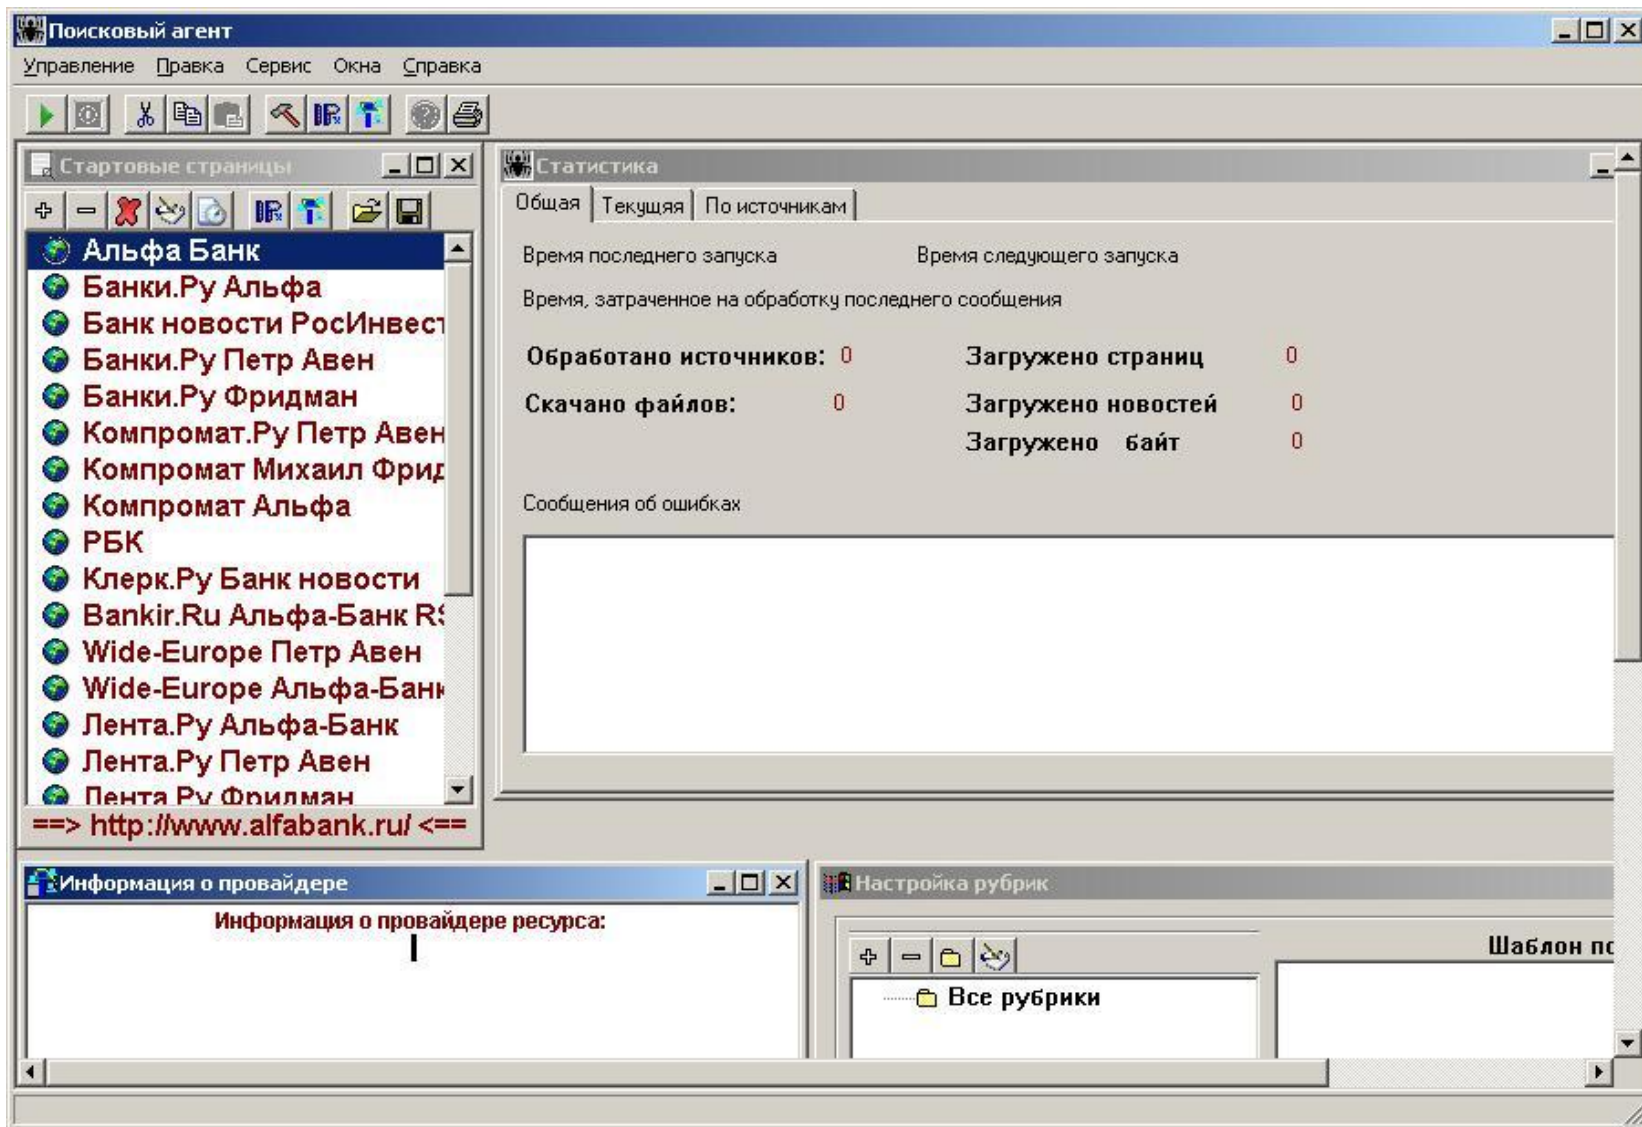 Поисковый агент
Управление Правка Сервис Окна Справка
Стартовые страницы
Альфа Банк
Банки.Ру Альфа
Банк новости РосИнвест
Банки.Ру Петр Авен
Банки.Ру Фридман
Компромат.Ру Петр Авен
Компромат Михаил Фрид
Компромат Альфа
РБК
Клерк.Ру Банк новости
Bankir.Ru Альфа-Банк RS
Wide-Europe Петр Авен
Wide-Europe Альфа-Банк
Лента.Ру Альфа-Банк
Лента.Ру Петр Авен
Лента.Ру Фридман
==> http://www.alfabank.ru/ <==
Статистика
Общая Текущяя По источникам
Время последнего запуска Время следующего запуска
Время, затраченное на обработку последнего сообщения
Обработано источников: 0 Загружено страниц 0
Скачано файлов: 0 Загружено новостей 0
Загружено байт 0
Сообщения об ошибках
Информация о провайдере
Информация о провайдере ресурса:
Настройка рубрик
Все рубрики
Шаблон по